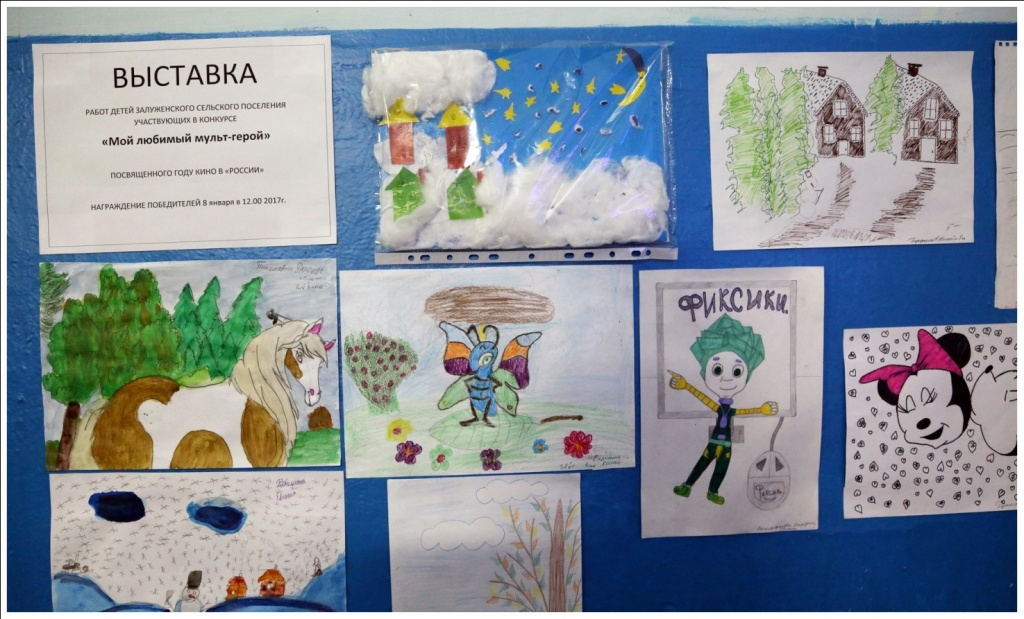 ВЫСТАВКА
РАБОТ ДЕТЕЙ ЗАЛУЖЕНСКОГО СЕЛЬСКОГО ПОСЕЛЕНИЯ
УЧАСТВУЮЩИХ В КОНКУРСЕ
«Мой любимый мульт-герой»
ПОСВЯЩЕННОГО ГОДУ КИНО В «РОССИИ»
НАГРАЖДЕНИЕ ПОБЕДИТЕЛЕЙ 8 января в 12.00 2017г.
ФИКСИКИ.